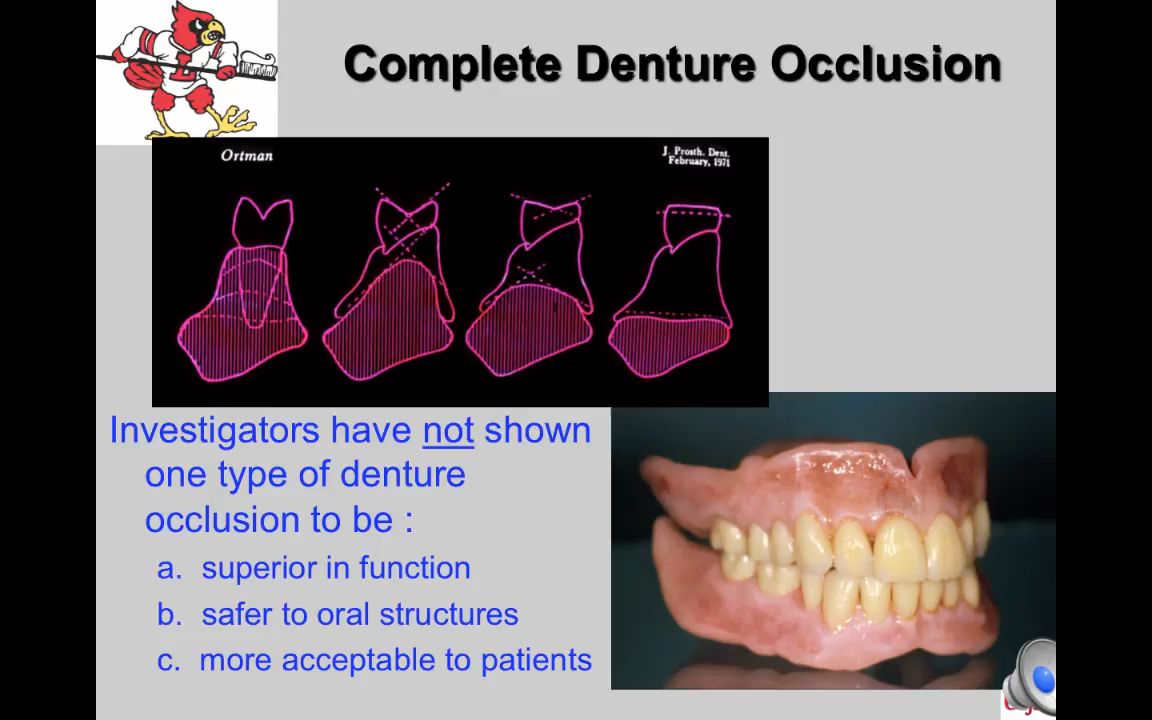 Complete Denture Occlusion
Ortman
J. Prosth. Dent.
February, 1971
Investigators have not shown
one type of denture
occlusion to be :
a. superior in function
b. safer to oral structures
c. more acceptable to patients